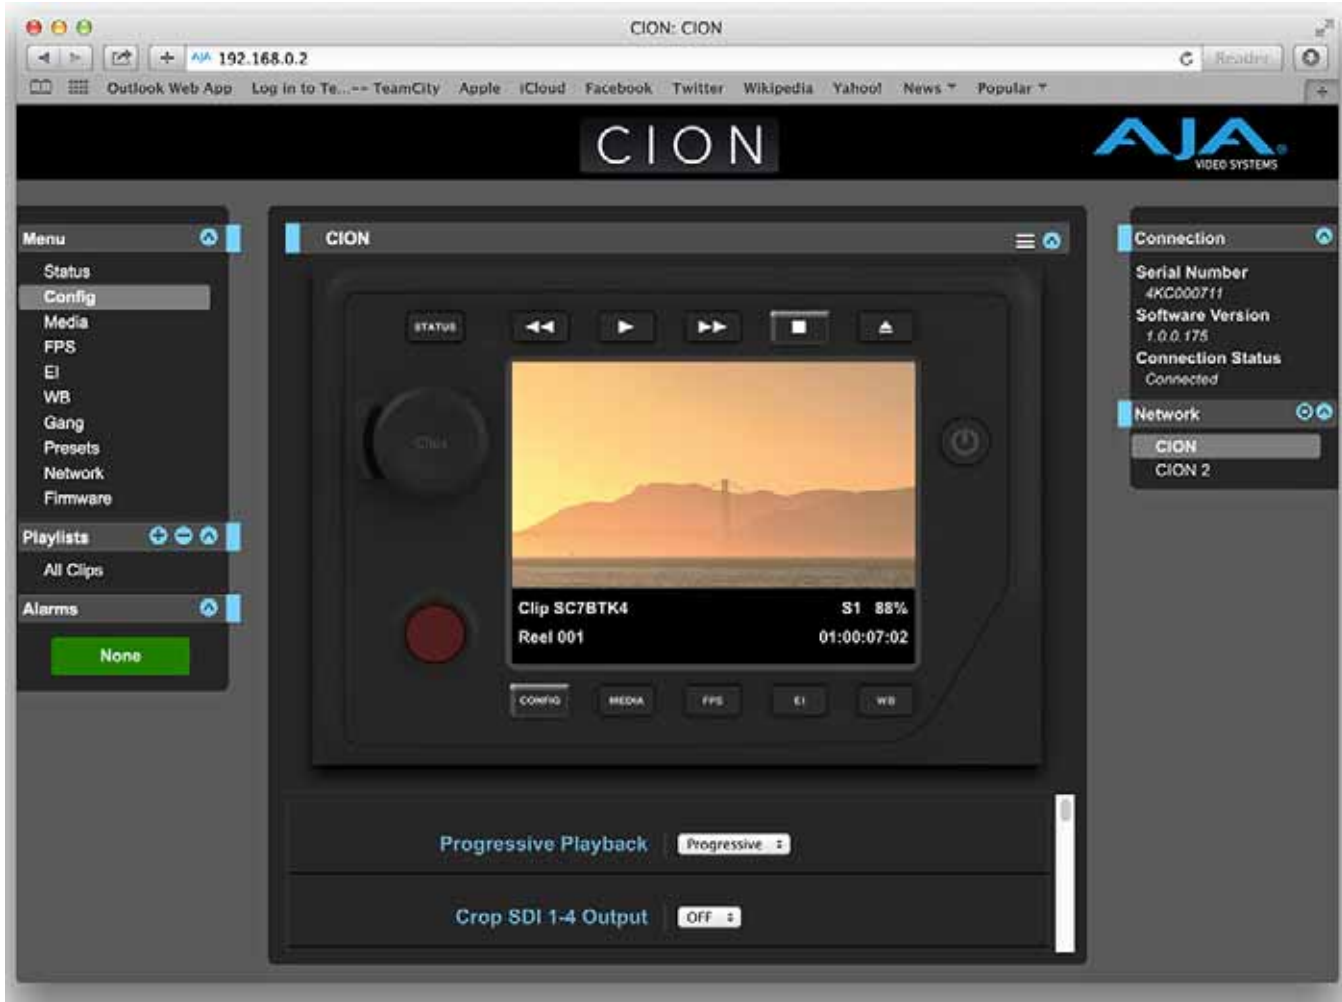 CION: CION
192.168.0.2
Reader
Outlook Web App Log in to Te...-- TeamCity Apple iCloud Facebook Twitter Wikipedia Yahoo! News Popular
CION
AJA
VIDEO SYSTEMS
Menu
Status
Config
Media
FPS
EI
WB
Gang
Presets
Network
Firmware
Playlists
All Clips
Alarms
None
CION
STATUS
Clip SC7BTK4 S1 88%
Reel 001 01:00:07:02
CONFIG MEDIA FPS EI WB
Progressive Playback Progressive
Crop SDI 1-4 Output OFF
Connection
Serial Number
4KC000711
Software Version
1.0.0.175
Connection Status
Connected
Network
CION
CION 2